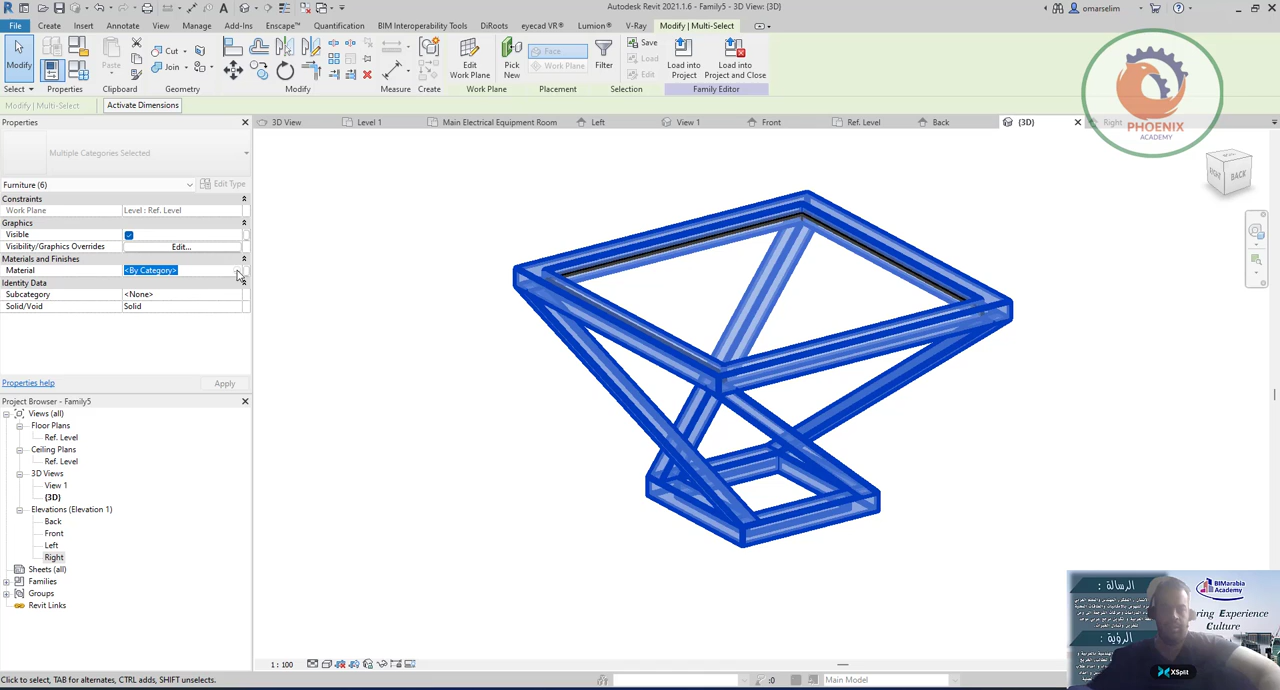 Autodesk Revit 2021.1.6 - Family5 - 3D View: {3D}
omarselim
File
Create
Insert
Annotate
View
Manage
Add-Ins
Enscape™
Quantification
BIM Interoperability Tools
DiRoots
eyecad VR®
Lumion®
V-Ray
Modify | Multi-Select
Modify
Paste
Cut
Join
Edit
Work Plane
Pick
New
Face
Work Plane
Filter
Save
Load
Edit
Load into
Project
Load into
Project and Close
Select
Properties
Clipboard
Geometry
Modify
Measure
Create
Work Plane
Placement
Selection
Family Editor
Modify | Multi-Select
Activate Dimensions
PHOENIX
ACADEMY
Properties
3D View
Level 1
Main Electrical Equipment Room
Left
View 1
Front
Ref. Level
Back
{3D}
Right
Multiple Categories Selected
Furniture (6)
Edit Type
Constraints
Work Plane
Level : Ref. Level
Graphics
Visible
Visibility/Graphics Overrides
Edit...
Materials and Finishes
Material
<By Category>
Identity Data
Subcategory
<None>
Solid/Void
Solid
RIGHT
BACK
Properties help
Apply
Project Browser - Family5
Views (all)
Floor Plans
Ref. Level
Ceiling Plans
Ref. Level
3D Views
View 1
{3D}
Elevations (Elevation 1)
Back
Front
Left
Right
Sheets (all)
Families
Groups
Revit Links
الرسالة :
BIMarabia
Academy
ring Experience
Culture
الرؤية :
XSplit
1 : 100
Click to select, TAB for alternates, CTRL adds, SHIFT unselects.
:0
Main Model